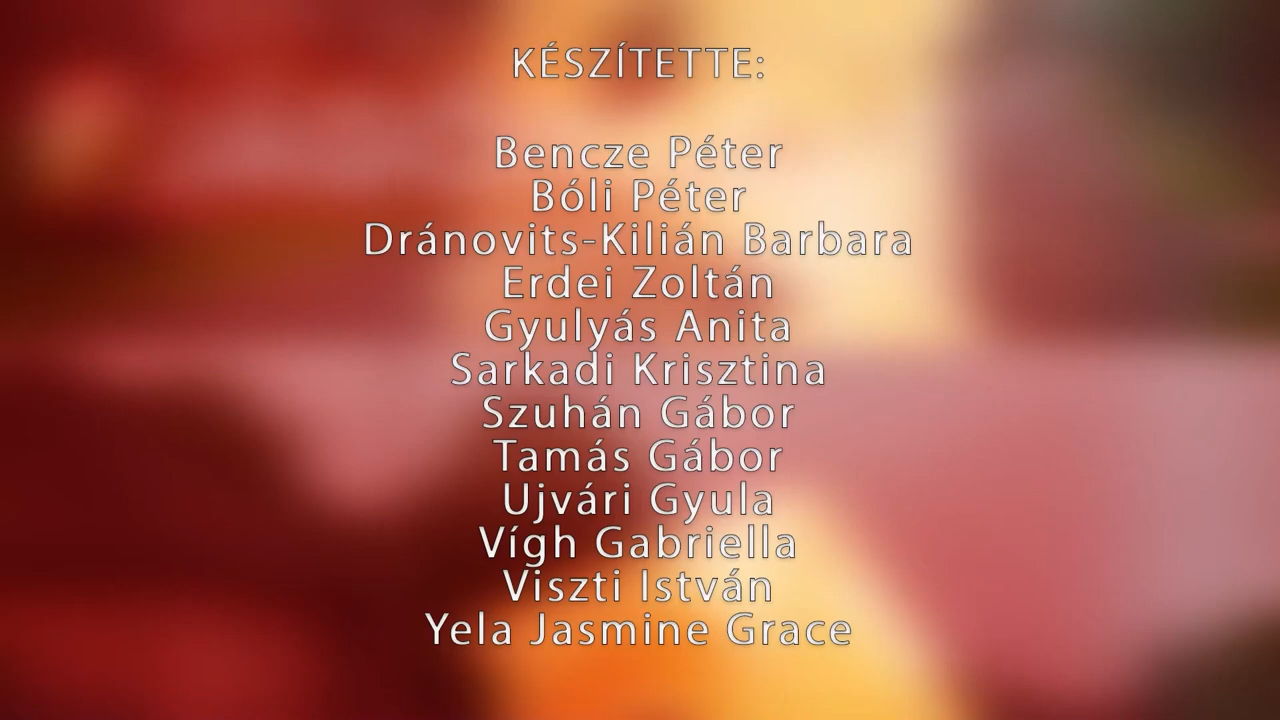 KÉSZÍTETTE:
Bencze Péter
Bóli Péter
Dránovits-Kilián Barbara
Erdei Zoltán
Gyulyás Anita
Sarkadi Krisztina
Szuhán Gábor
Tamás Gábor
Ujvári Gyula
Vígh Gabriella
Viszti István
Yela Jasmine Grace